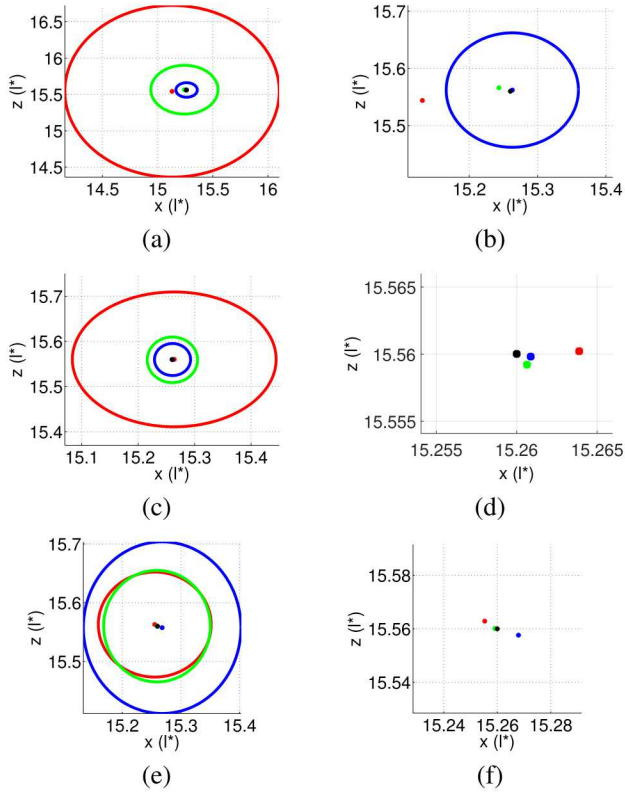 16.5
16
15.5
15
14.5
z (l*)
14.5 15 15.5 16
x (l*)
(a)
15.7
15.6
15.5
z (l*)
15.2 15.3 15.4
x (l*)
(b)
15.7
15.6
15.5
15.4
z (l*)
15.1 15.2 15.3 15.4
x (l*)
(c)
15.565
15.56
15.555
z (l*)
15.255 15.26 15.265
x (l*)
(d)
15.7
15.6
15.5
z (l*)
15.2 15.3 15.4
x (l*)
(e)
15.58
15.56
15.54
z (l*)
15.24 15.26 15.28
x (l*)
(f)